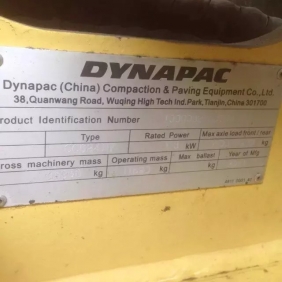 DYNAPAC
Dynapac (China) Compaction & Paving Equipment Co., Ltd.
38, Quanwang Road, Wuqing High Tech Ind. Park, Tianjin, China 301700
roduct Identification Number
Type Rated Power Max axle load front / rear
kW kg
ross machinery mass Operating mass Max ballast Year of Mfg
kg kg kg